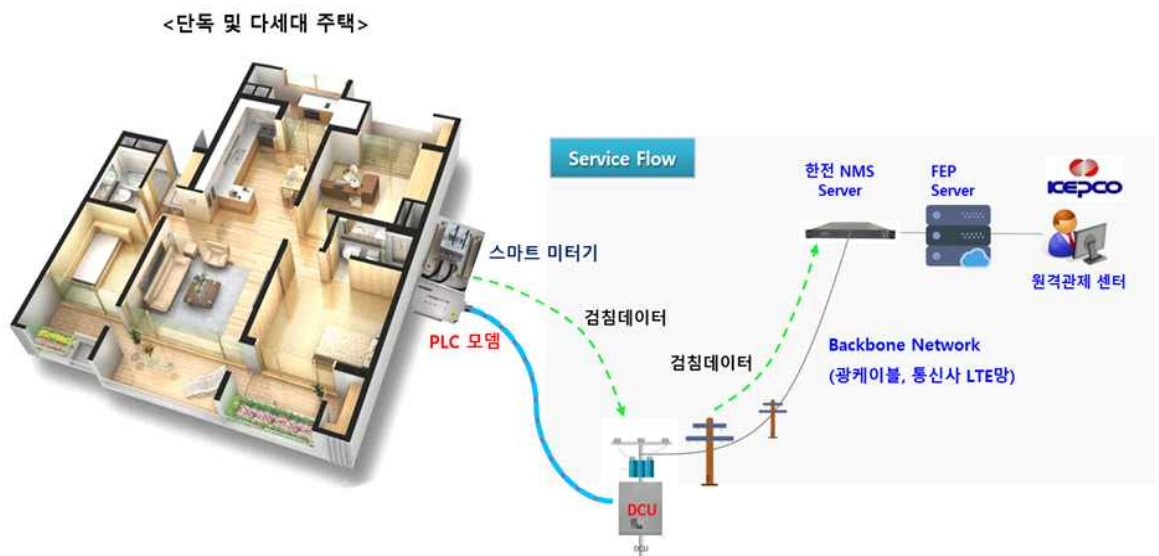 <단독 및 다세대 주택>
Service Flow
한전 NMS
Server
FEP
Server
KEPCO
스마트 미터기
원격관제 센터
검침데이터
PLC 모뎀
검침데이터
Backbone Network
(광케이블, 통신사 LTE망)
DCU
DCU